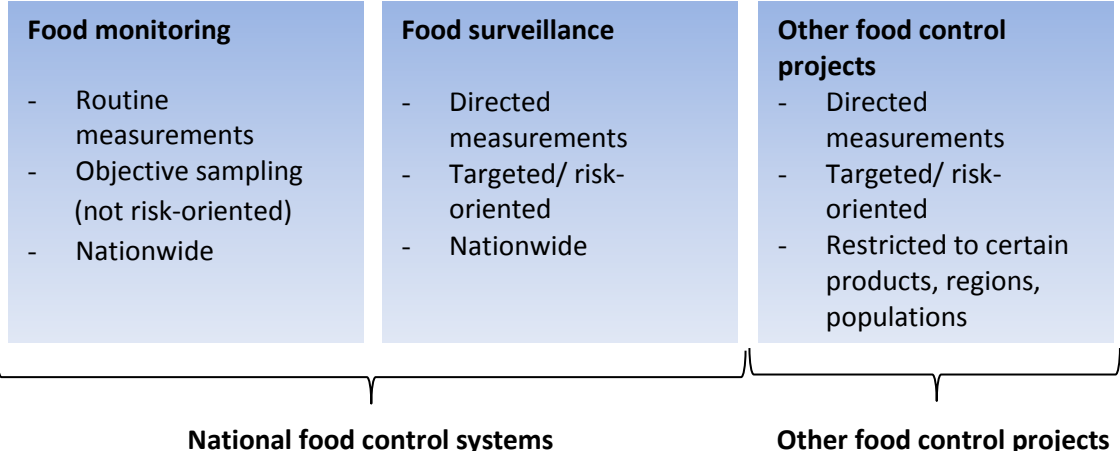 Food monitoring
- Routine
measurements
- Objective sampling
(not risk-oriented)
- Nationwide
Food surveillance
- Directed
measurements
- Targeted/ risk-
oriented
- Nationwide
Other food control
projects
- Directed
measurements
- Targeted/ risk-
oriented
- Restricted to certain
products, regions,
populations
National food control systems
Other food control projects